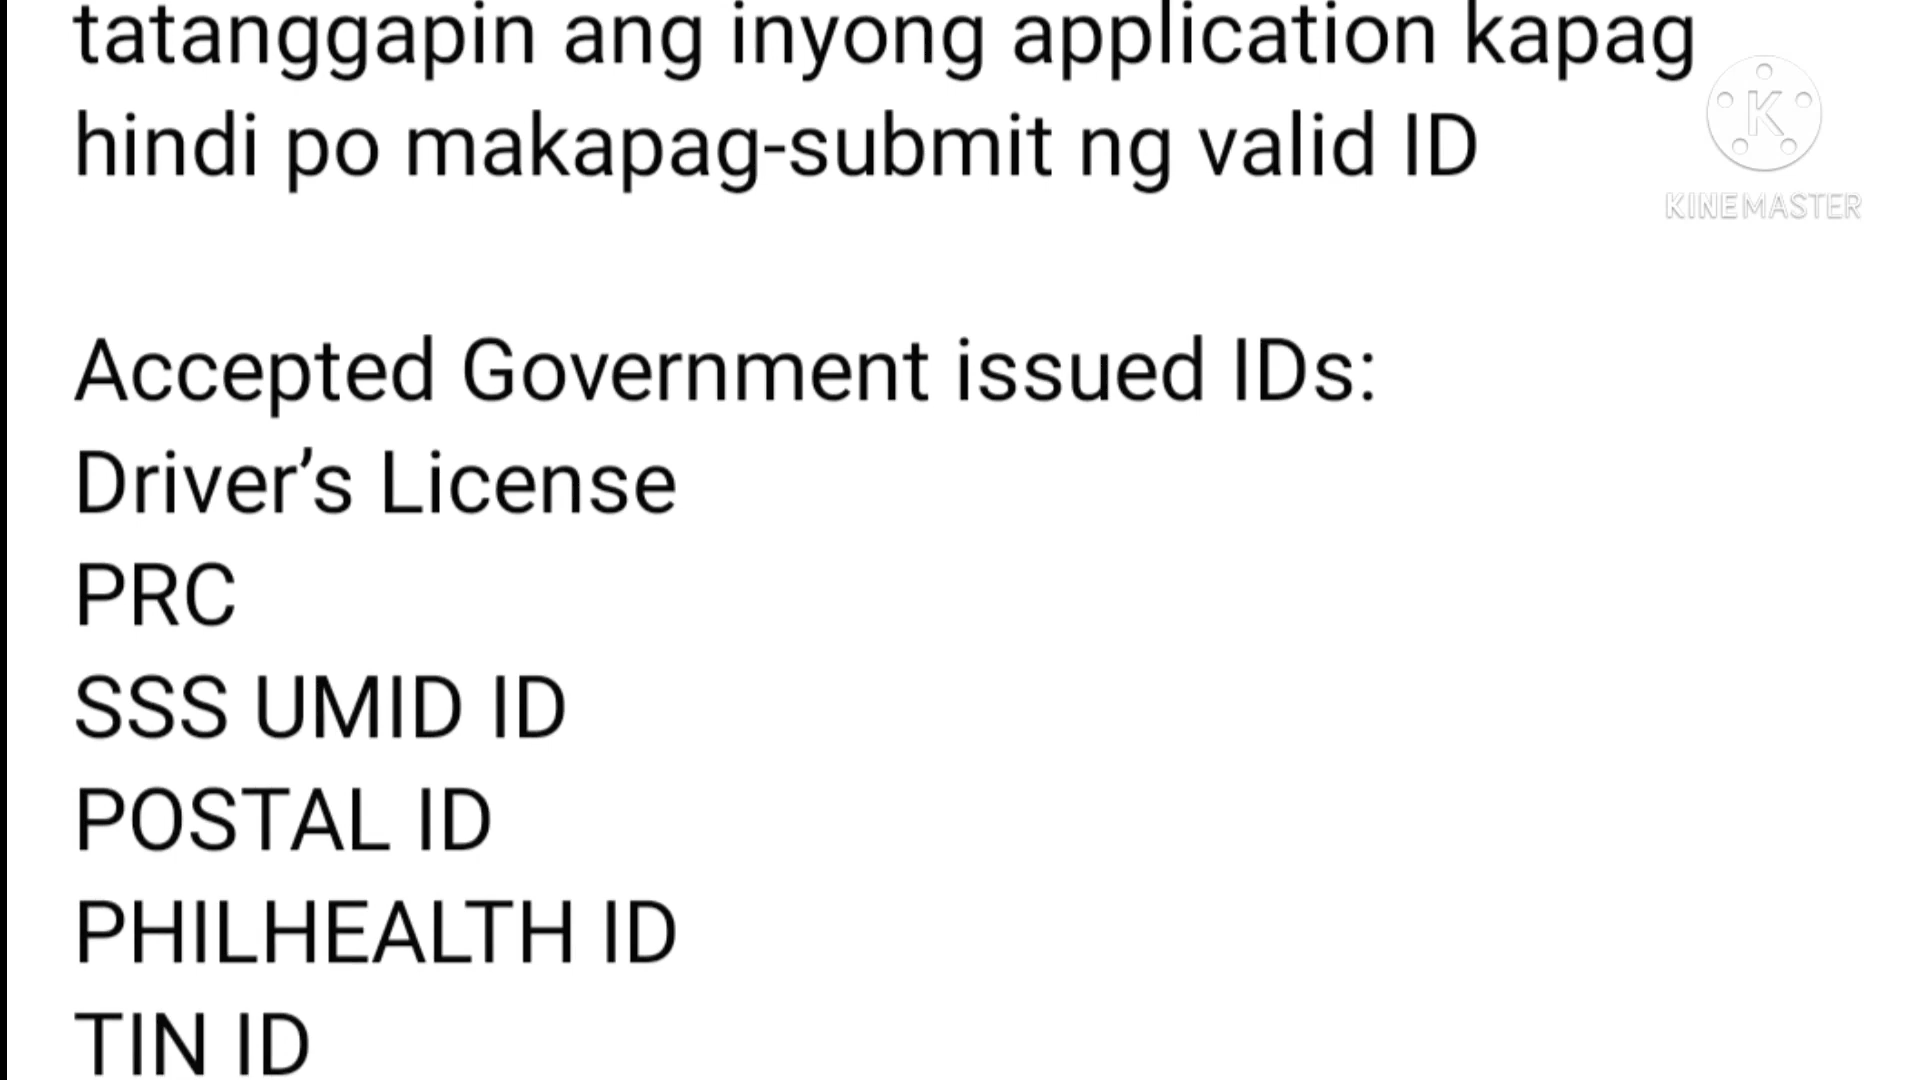 tatanggapin ang inyong application kapag
hindi po makapag-submit ng valid ID
K
KINEMASTER
Accepted Government issued IDs:
Driver’s License
PRC
SSS UMID ID
POSTAL ID
PHILHEALTH ID
TIN ID